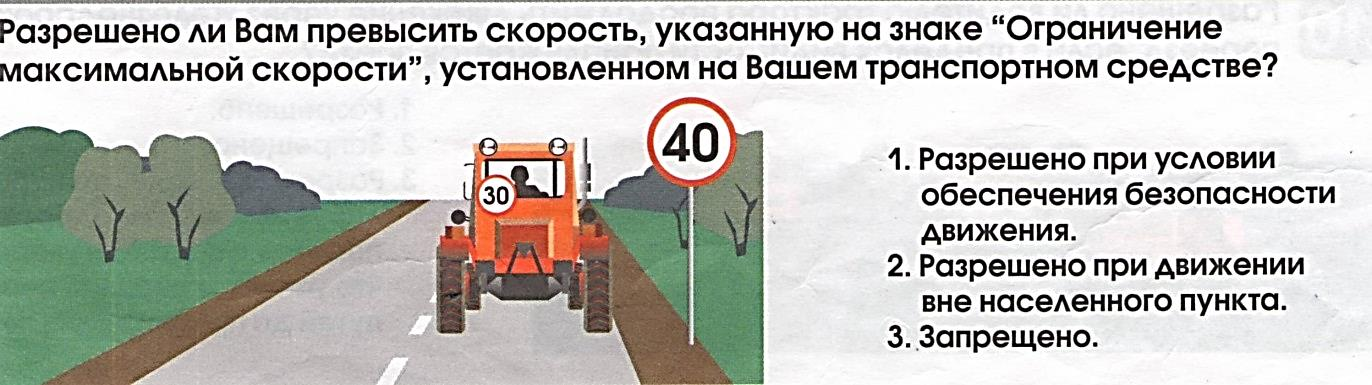 Разрешено ли Вам превысить скорость, указанную на знаке “Ограничение
максимальной скорости”, установленном на Вашем транспортном средстве?
40
30
1. Разрешено при условии
обеспечения безопасности
движения.
2. Разрешено при движении
вне населенного пункта.
3. Запрещено.